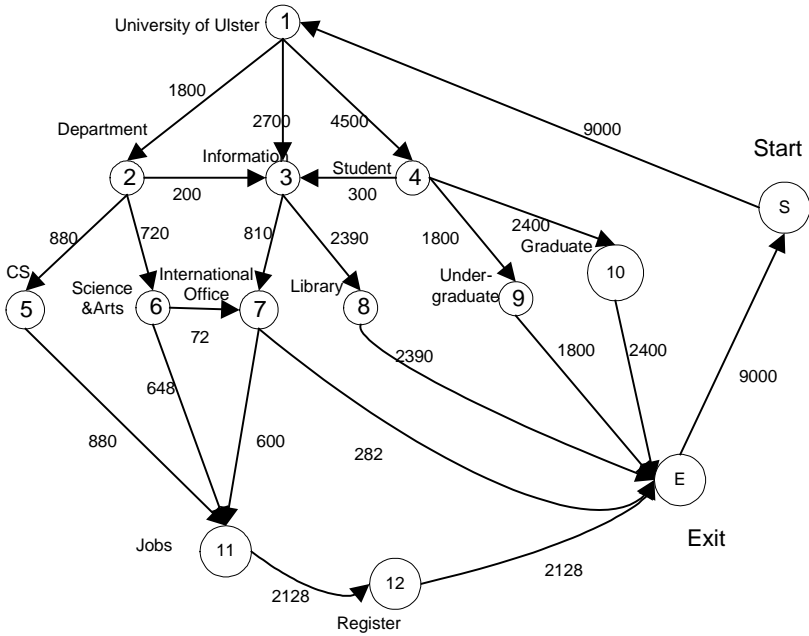 University of Ulster
1
1800
2700
4500
9000
Start
Department
Information
Student
S
2
200
3
300
4
2400
880
720
810
2390
1800
Graduate
CS
Science
&Arts
International
Office
Library
Under-
graduate
10
5
6
7
8
9
72
2390
1800
2400
648
9000
880
600
282
E
Exit
Jobs
11
12
2128
2128
Register